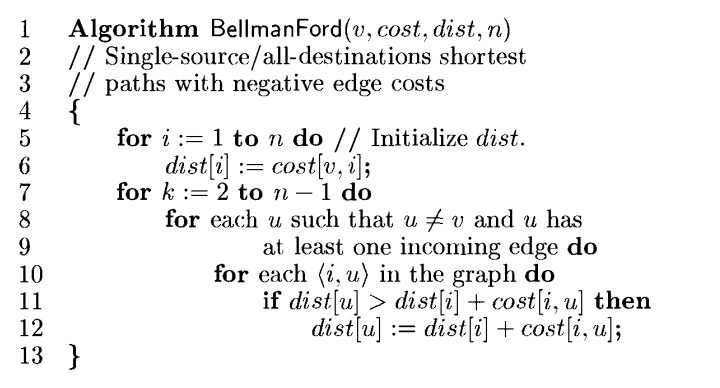 1 Algorithm BellmanFord(v, cost, dist, n)
2 // Single-source/all-destinations shortest
3 // paths with negative edge costs
4 {
5 for i := 1 to n do // Initialize dist.
6 dist[i] := cost[v, i];
7 for k := 2 to n − 1 do
8 for each u such that u ≠ v and u has
9 at least one incoming edge do
10 for each ⟨i, u⟩ in the graph do
11 if dist[u] > dist[i] + cost[i, u] then
12 dist[u] := dist[i] + cost[i, u];
13 }